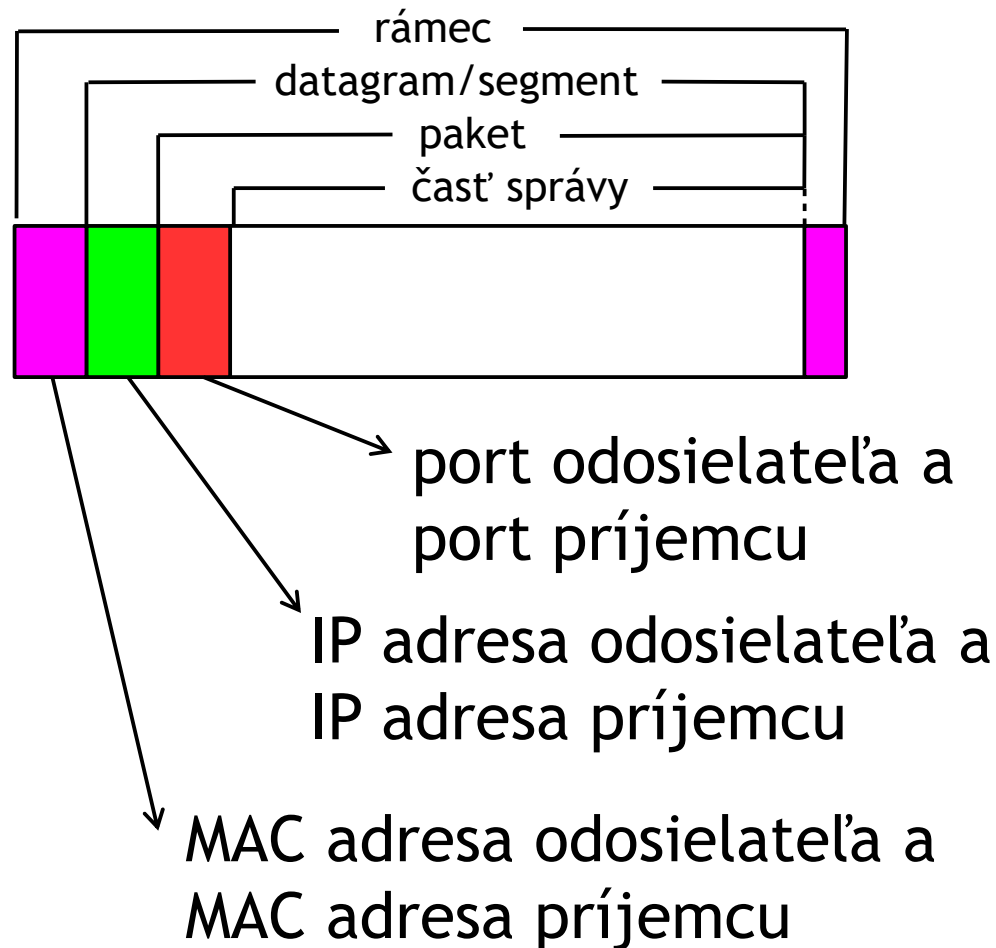 rámec
datagram/segment
paket
časť správy
port odosielateľa a
port príjemcu
IP adresa odosielateľa a
IP adresa príjemcu
MAC adresa odosielateľa a
MAC adresa príjemcu